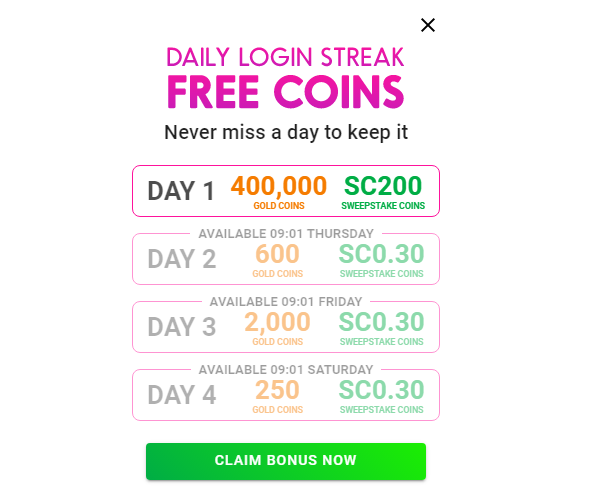 DAILY LOGIN STREAK
FREE COINS
Never miss a day to keep it
DAY 1 400,000 SC200
GOLD COINS SWEEPSTAKE COINS
AVAILABLE 09:01 THURSDAY
DAY 2 600 SC0.30
GOLD COINS SWEEPSTAKE COINS
AVAILABLE 09:01 FRIDAY
DAY 3 2,000 SC0.30
GOLD COINS SWEEPSTAKE COINS
AVAILABLE 09:01 SATURDAY
DAY 4 250 SC0.30
GOLD COINS SWEEPSTAKE COINS
CLAIM BONUS NOW